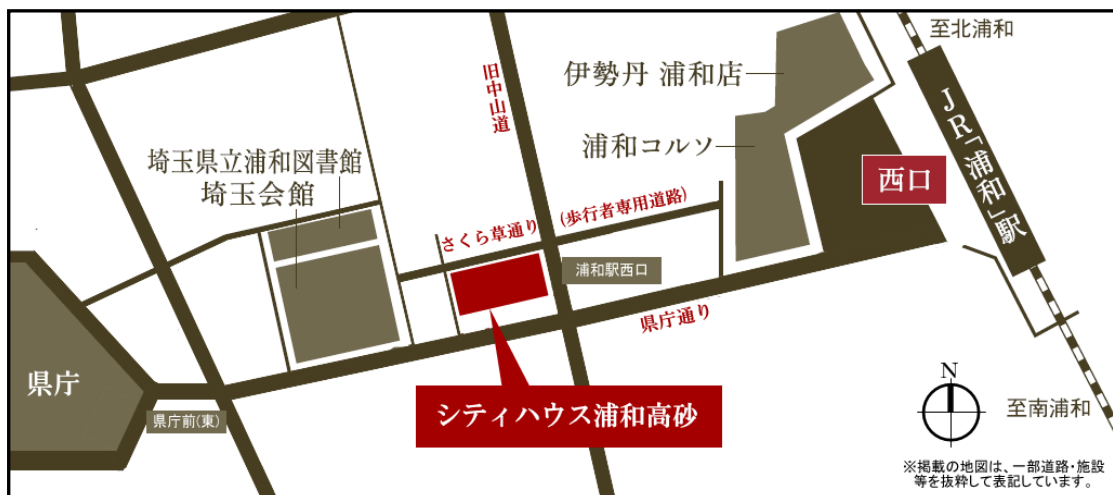 至北浦和
JR「浦和」駅
伊勢丹 浦和店
浦和コルソ
西口
旧中山道
埼玉県立浦和図書館
埼玉会館
さくら草通り
(歩行者専用道路)
浦和駅西口
県庁通り
県庁
県庁前(東)
シティハウス浦和高砂
N
至南浦和
※掲載の地図は、一部道路・施設
等を抜粋して表記しています。